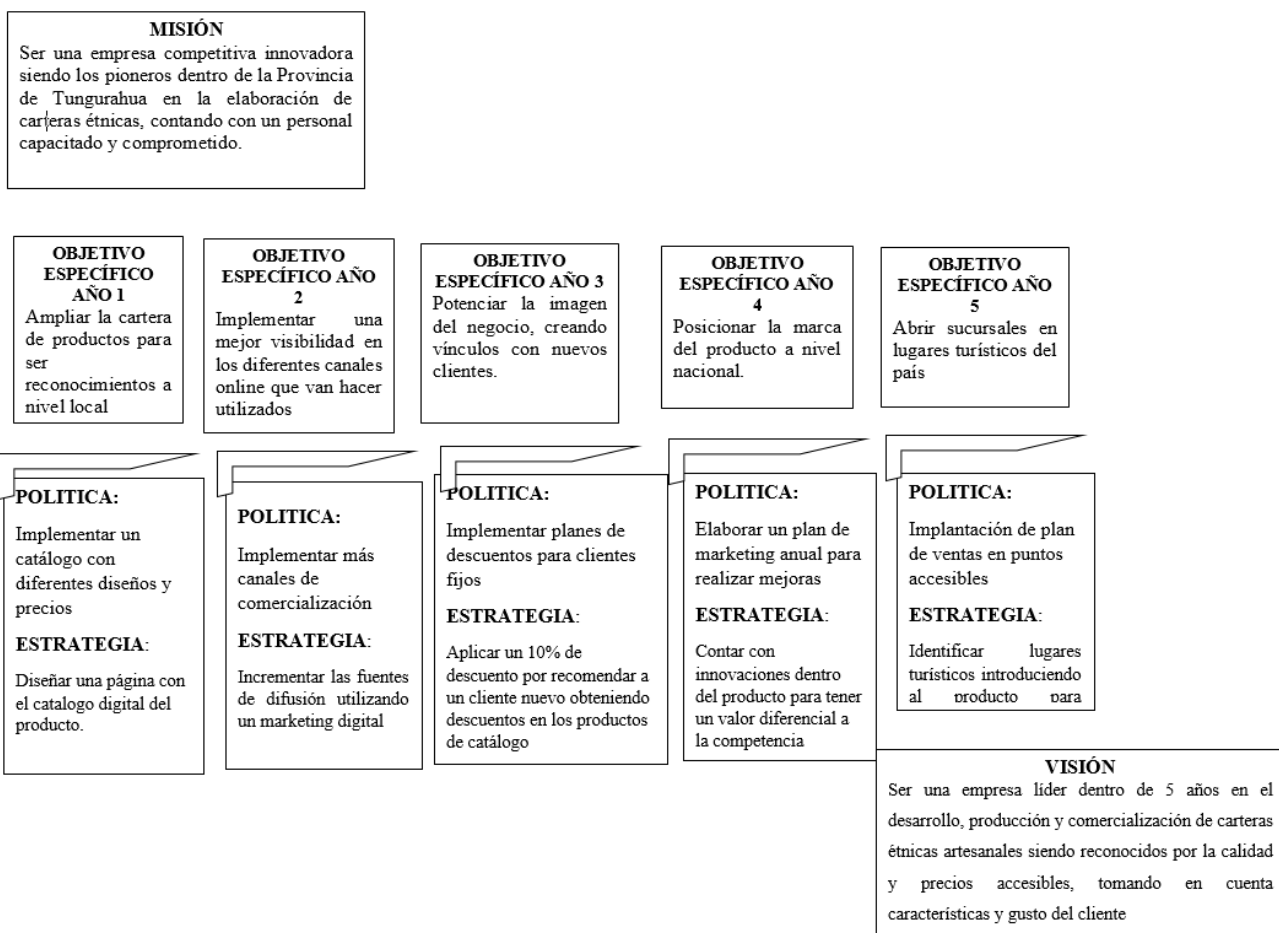 MISIÓN
Ser una empresa competitiva innovadora
siendo los pioneros dentro de la Provincia
de Tungurahua en la elaboración de
carteras étnicas, contando con un personal
capacitado y comprometido.
OBJETIVO
ESPECÍFICO
AÑO 1
Ampliar la cartera
de productos para
ser
reconocimientos a
nivel local
OBJETIVO
ESPECÍFICO AÑO
2
Implementar una
mejor visibilidad en
los diferentes canales
online que van hacer
utilizados
OBJETIVO
ESPECÍFICO AÑO 3
Potenciar la imagen
del negocio, creando
vínculos con nuevos
clientes.
OBJETIVO
ESPECÍFICO AÑO
4
Posicionar la marca
del producto a nivel
nacional.
OBJETIVO
ESPECÍFICO AÑO
5
Abrir sucursales en
lugares turísticos del
país
POLITICA:
Implementar un
catálogo con
diferentes diseños y
precios
ESTRATEGIA:
Diseñar una página con
el catalogo digital del
producto.
POLITICA:
Implementar más
canales de
comercialización
ESTRATEGIA:
Incrementar las fuentes
de difusión utilizando
un marketing digital
POLITICA:
Implementar planes de
descuentos para clientes
fijos
ESTRATEGIA:
Aplicar un 10% de
descuento por recomendar a
un cliente nuevo obteniendo
descuentos en los productos
de catálogo
POLITICA:
Elaborar un plan de
marketing anual para
realizar mejoras
ESTRATEGIA:
Contar con
innovaciones dentro
del producto para tener
un valor diferencial a
la competencia
POLITICA:
Implantación de plan
de ventas en puntos
accesibles
ESTRATEGIA:
Identificar lugares
turísticos introduciendo
al producto para
VISIÓN
Ser una empresa líder dentro de 5 años en el
desarrollo, producción y comercialización de carteras
étnicas artesanales siendo reconocidos por la calidad
y precios accesibles, tomando en cuenta
características y gusto del cliente